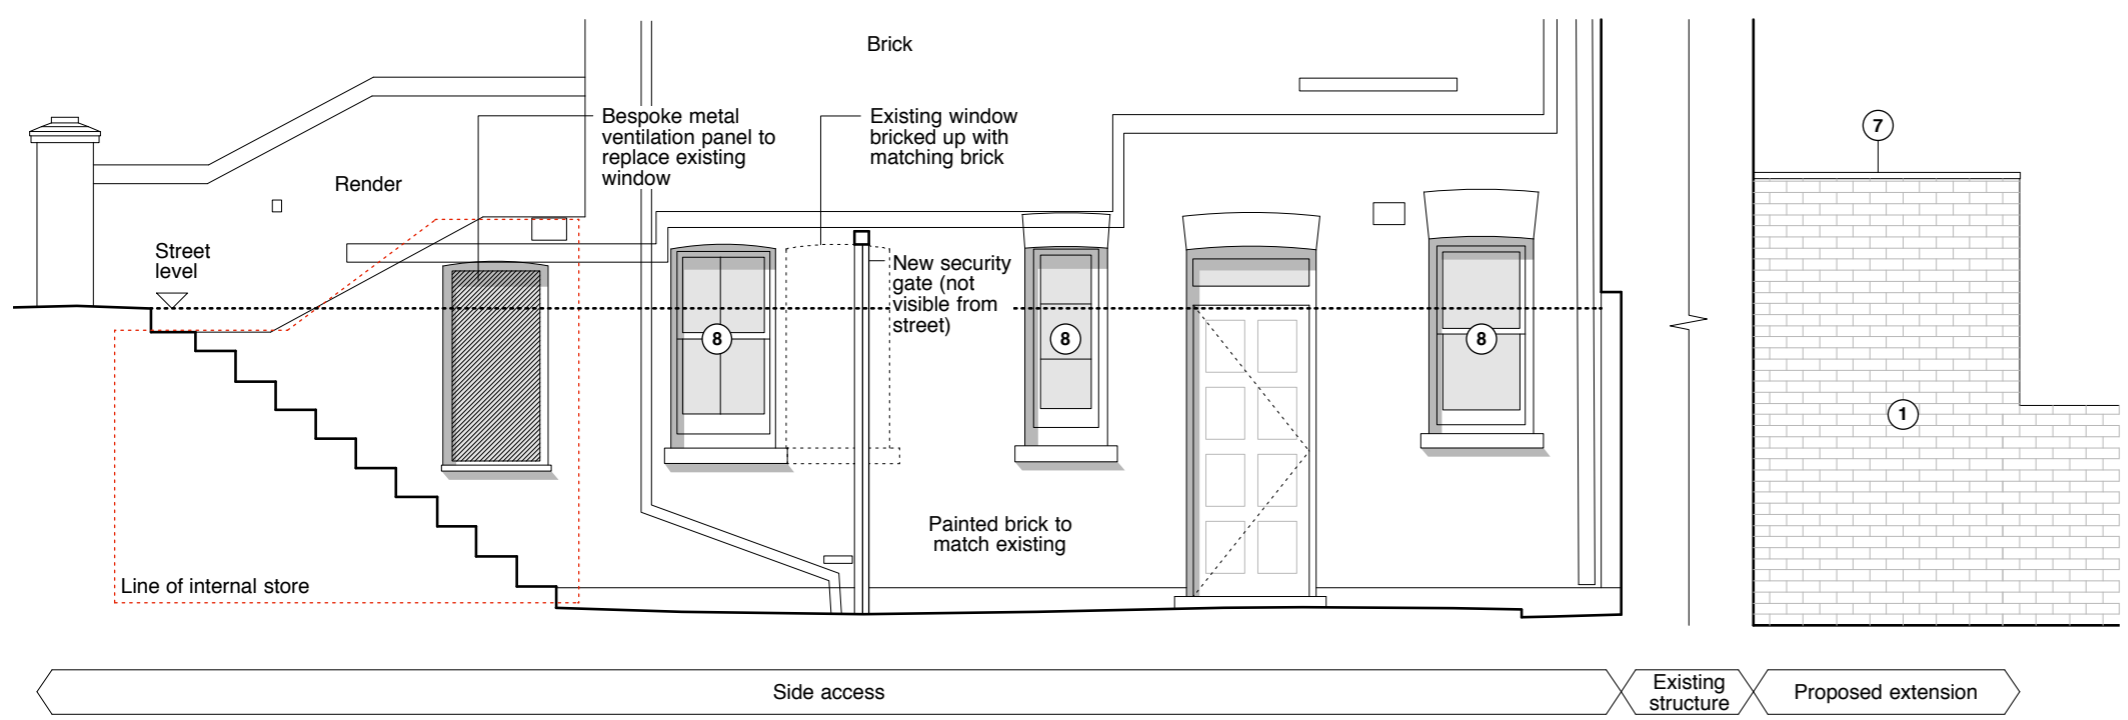 Brick
Bespoke metal
ventilation panel to
replace existing
window
Existing window
bricked up with
matching brick
7
Render
Street
level
New security
gate (not
visible from
street)
8
8
8
1
Painted brick to
match existing
Line of internal store
Side access
Existing
structure
Proposed extension